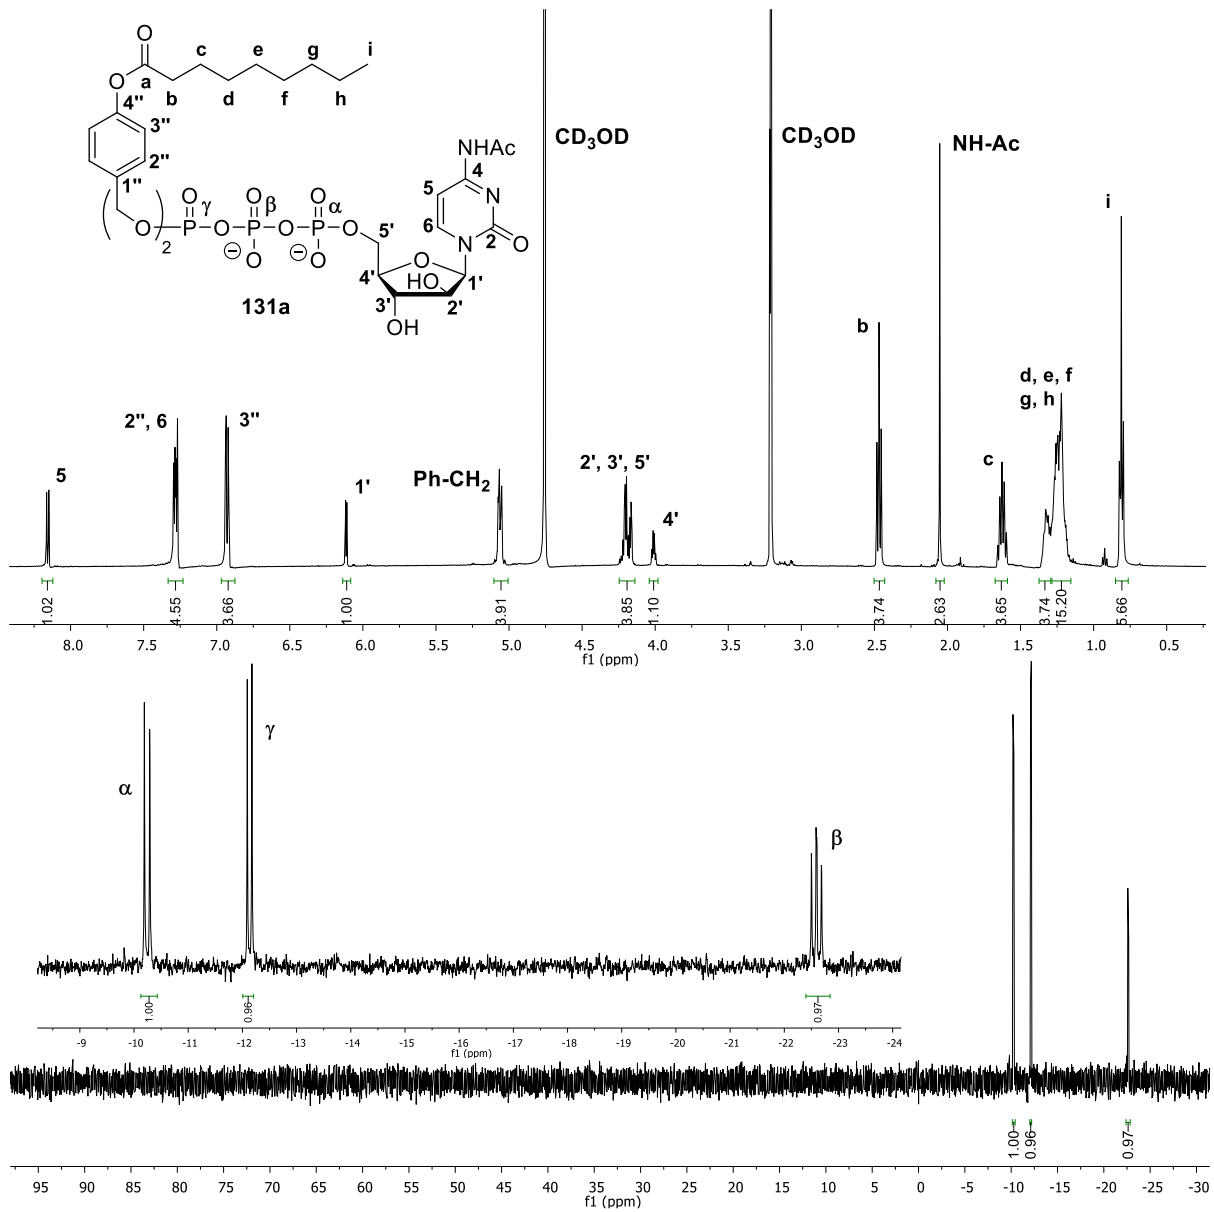 O
c
e
g
i
O
a
b
d
f
h
4''
3''
2''
1''
NHAc
4
5
N
6
N
2
O
O
γ
O
β
O
α
( O ) 2 P O P O P O
5'
⊖ O
⊖ O
O
4'
HO
1'
3'
2'
OH
131a
CD3OD
CD3OD
NH-Ac
i
b
d, e, f
g, h
2'', 6
3''
c
5
2', 3', 5'
Ph-CH2
1'
4'
1.02
4.55
3.66
1.00
3.91
3.85
1.10
3.74
2.63
3.65
3.74
15.20
5.66
8.0 7.5 7.0 6.5 6.0 5.5 5.0 4.5 4.0 3.5 3.0 2.5 2.0 1.5 1.0 0.5
f1 (ppm)
α
γ
β
1.00
0.96
0.97
-9 -10 -11 -12 -13 -14 -15 -16 -17 -18 -19 -20 -21 -22 -23 -24
f1 (ppm)
1.00
0.96
0.97
95 90 85 80 75 70 65 60 55 50 45 40 35 30 25 20 15 10 5 0 -5 -10 -15 -20 -25 -30
f1 (ppm)